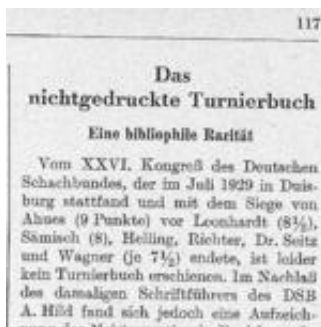 117
Das
nichtgedruckte Turnierbuch
Eine bibliophile Rarität
Vom XXVI. Kongreß des Deutschen
Schachbundes, der im Juli 1929 in Duis-
burg stattfand und mit dem Siege von
Ahues (9 Punkte) vor Leonhardt (8½),
Sämisch (8), Helling, Richter, Dr. Seitz
und Wagner (je 7½) endete, ist leider
kein Turnierbuch erschienen. Im Nachlaß
des damaligen Schriftführers des DSB
A. Hild fand sich jedoch eine Aufzeich-